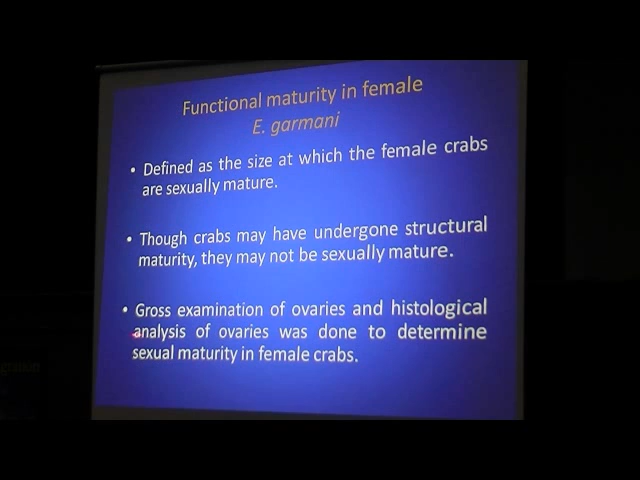 Functional maturity in female
E. garmani
• Defined as the size at which the female crabs
are sexually mature.
• Though crabs may have undergone structural
maturity, they may not be sexually mature.
• Gross examination of ovaries and histological
analysis of ovaries was done to determine
sexual maturity in female crabs.